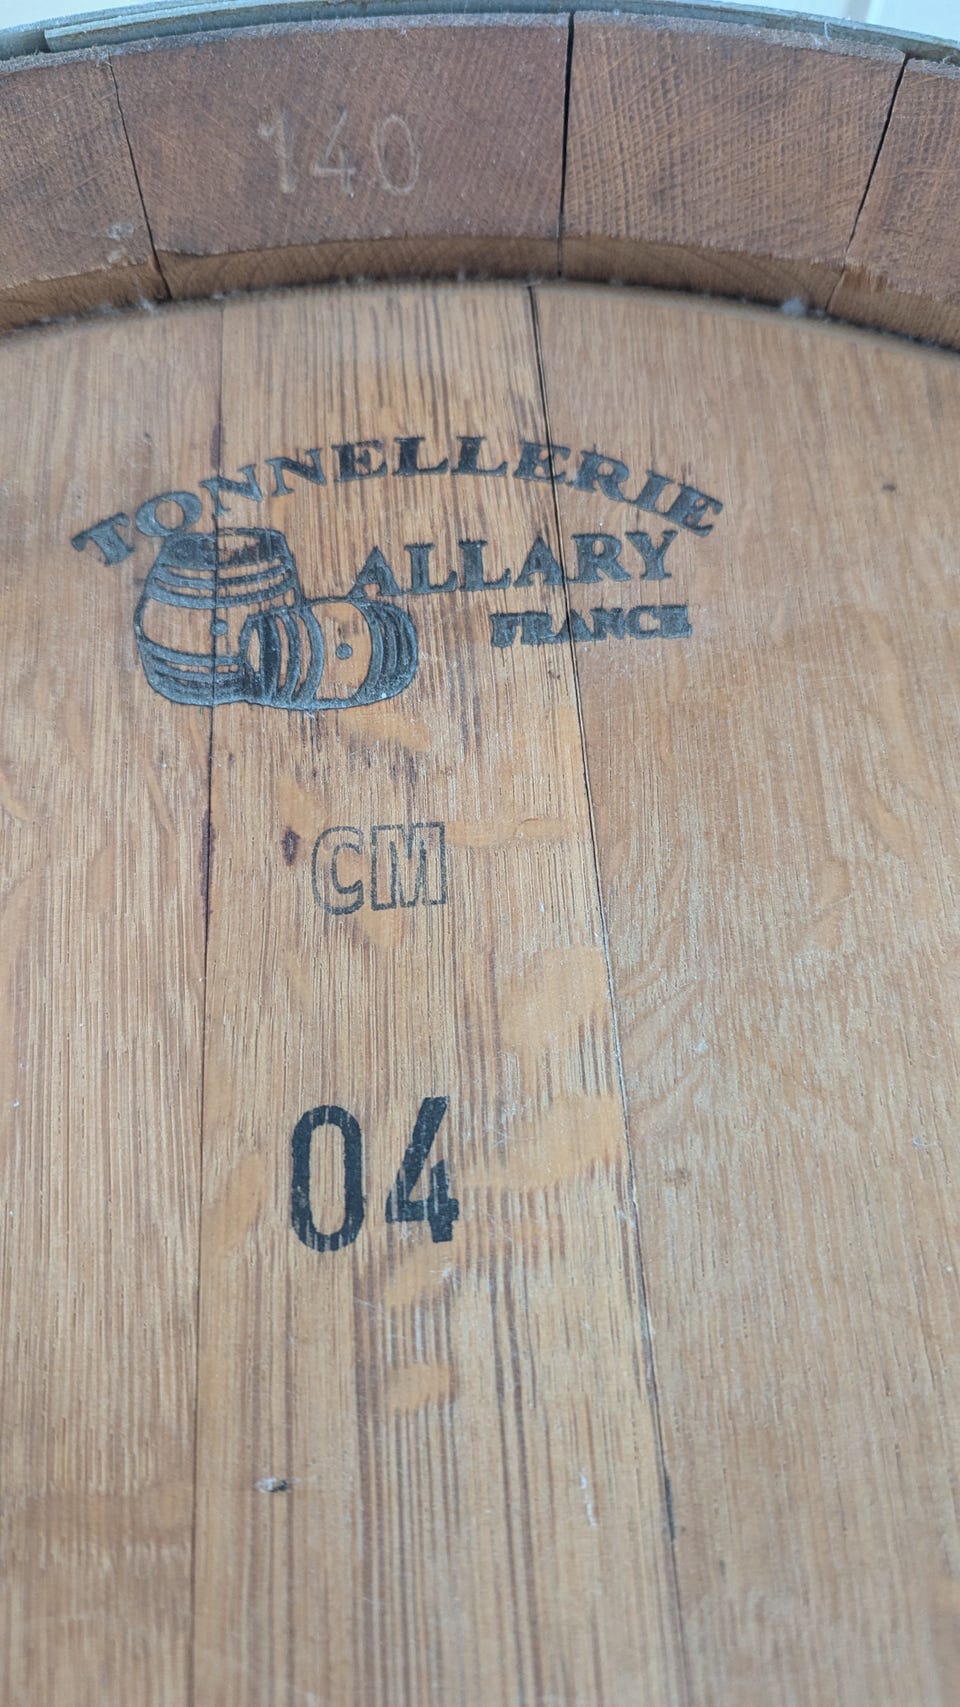 140
TONNELLERIE
ALLARY
FRANCE
CM
04